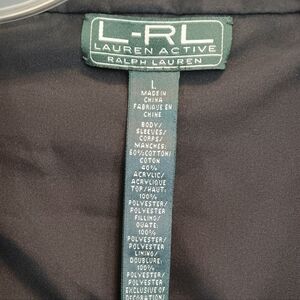 L-RL
LAUREN ACTIVE
RALPH LAUREN
L
MADE IN
CHINA
FABRIQUE EN
CHINE
BODY/
SLEEVES/
CORPS/
MANCHES:
60%COTTON/
COTON
40%
ACRYLIC/
ACRYLIQUE
TOP/HAUT:
100%
POLYESTER/
POLYESTER
FILLING/
OUATE:
100%
POLYESTER/
POLYESTER
LINING/
DOUBLURE:
100%
POLYESTER/
POLYESTER
EXCLUSIVE OF
DECORATION/